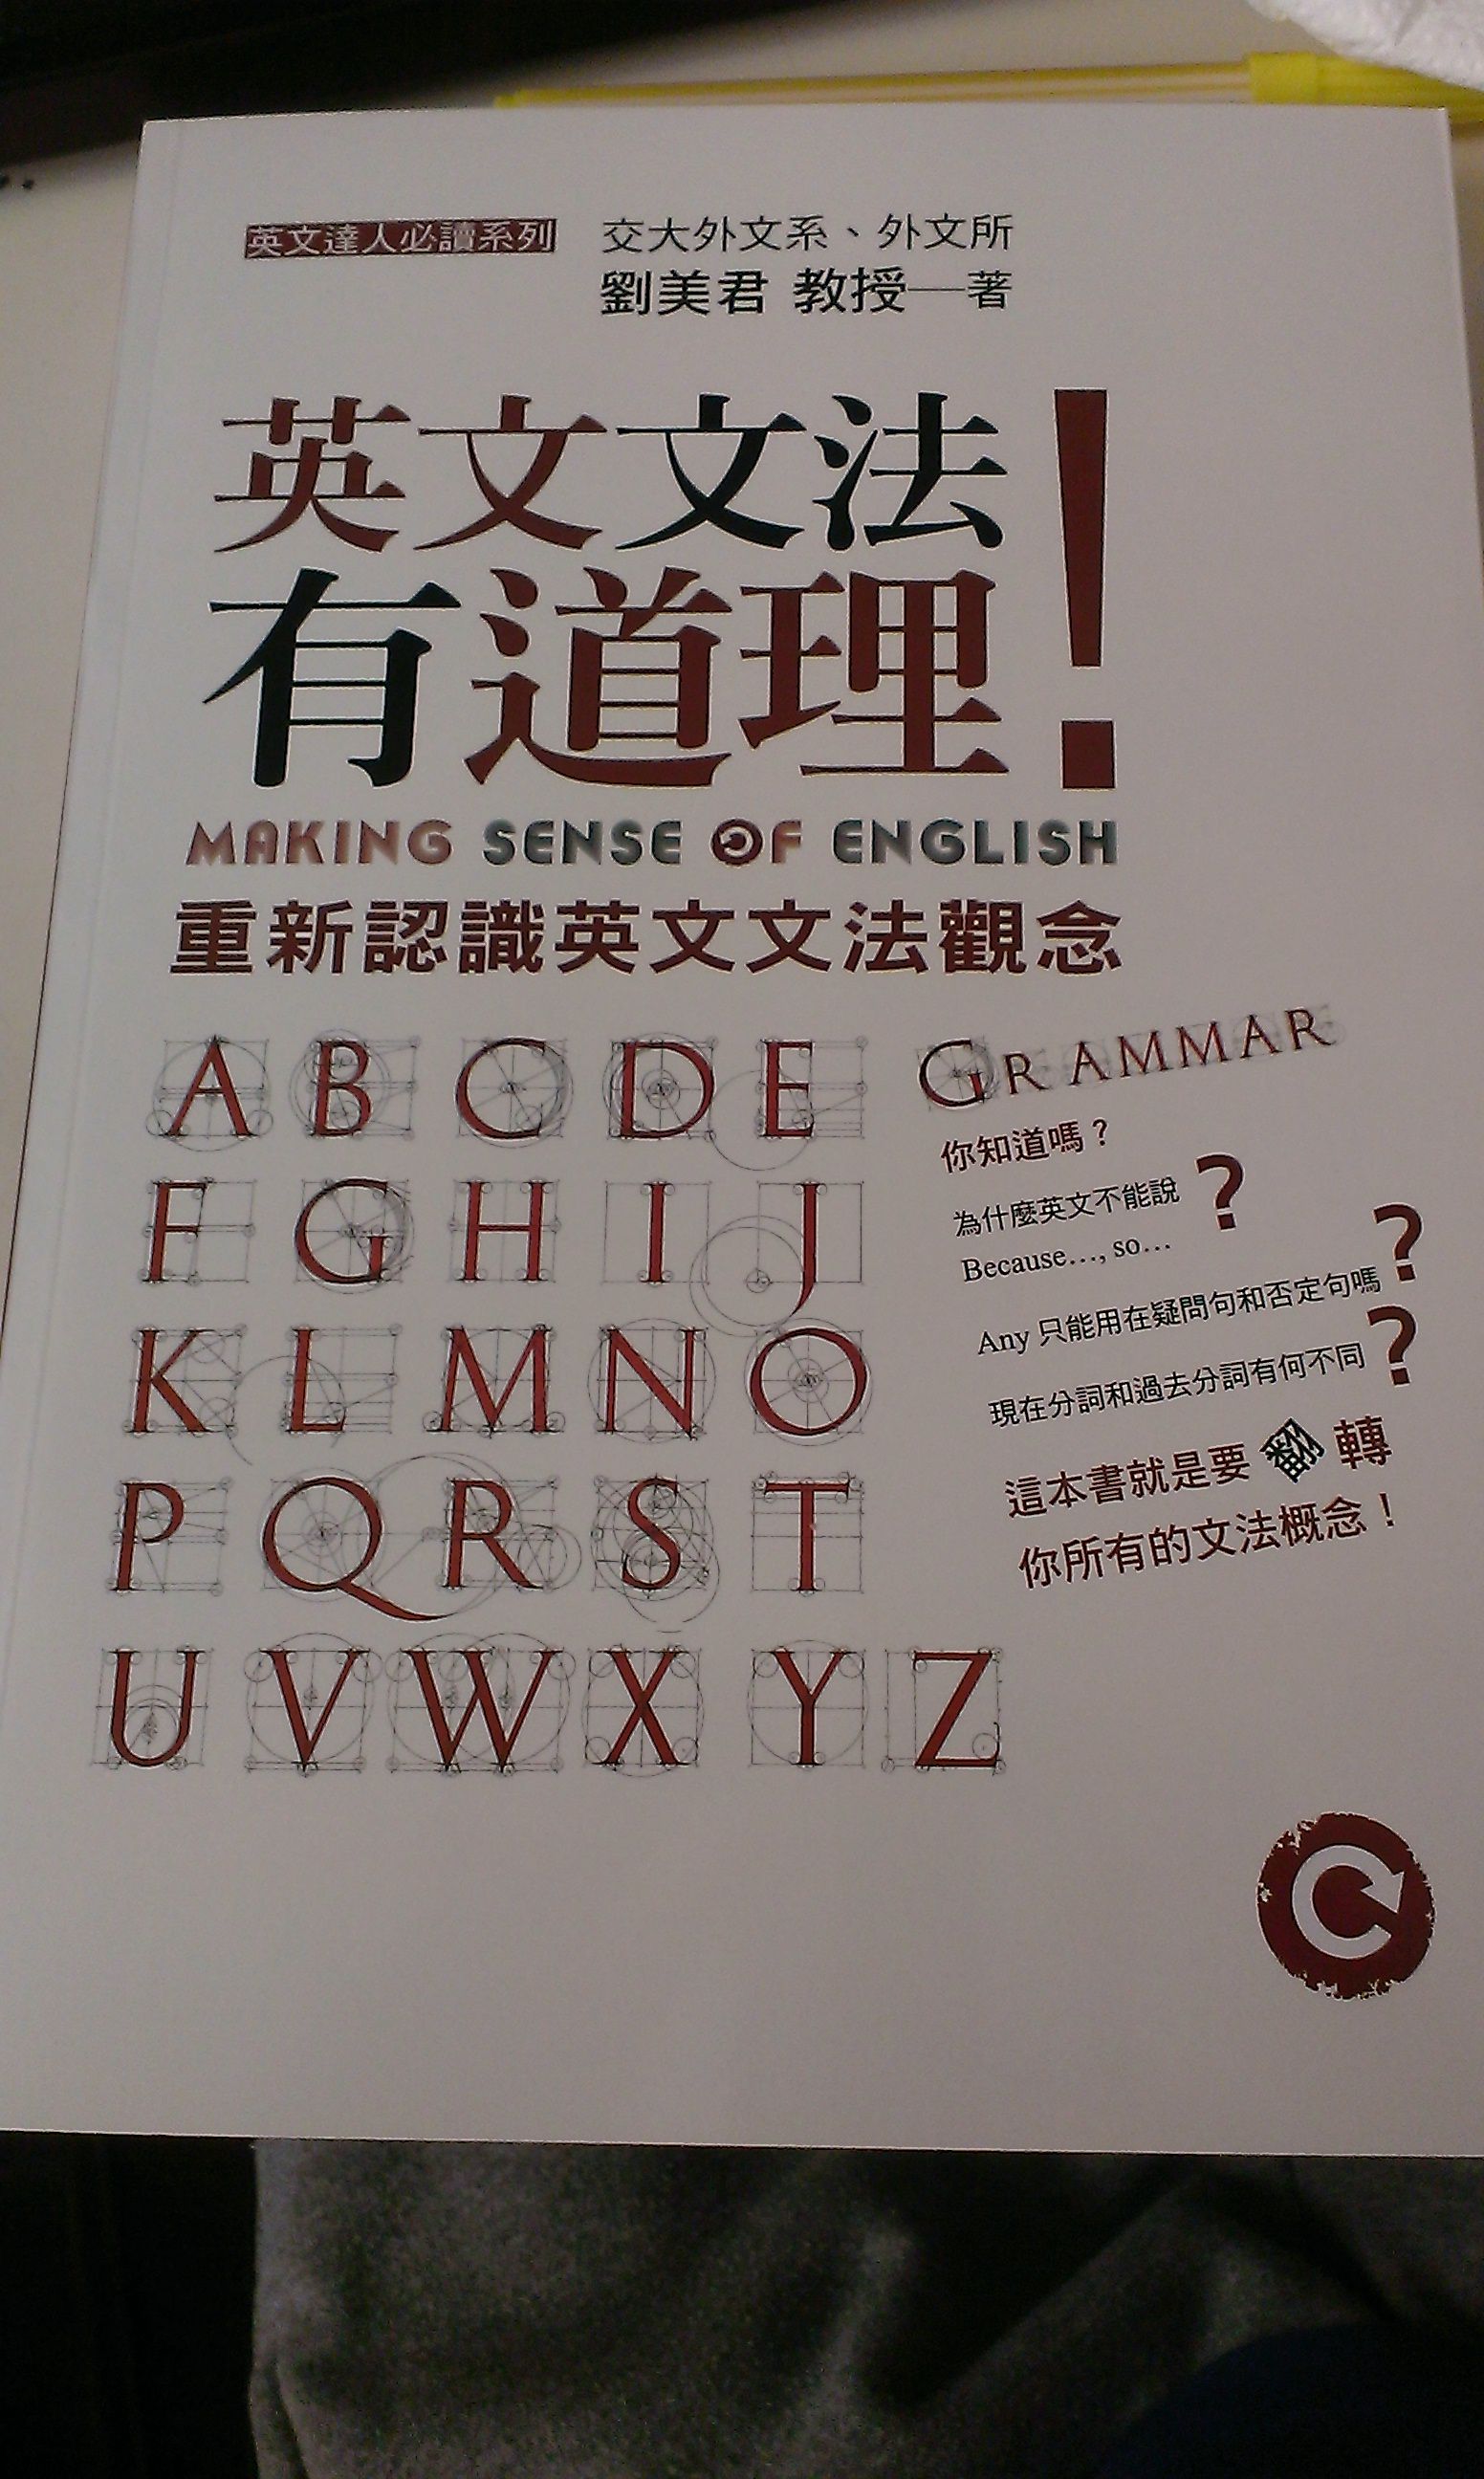 英文達人必讀系列
交大外文系、外文所
劉美君 教授—著
英文文法
有道理!
MAKING SENSE OF ENGLISH
重新認識英文文法觀念
A B C D E
F G H I J
K L M N O
P Q R S T
U V W X Y Z
GRAMMAR
你知道嗎？
為什麼英文不能說
Because…, so… ?
Any 只能用在疑問句和否定句嗎 ?
現在分詞和過去分詞有何不同 ?
這本書就是要 翻 轉
你所有的文法概念！